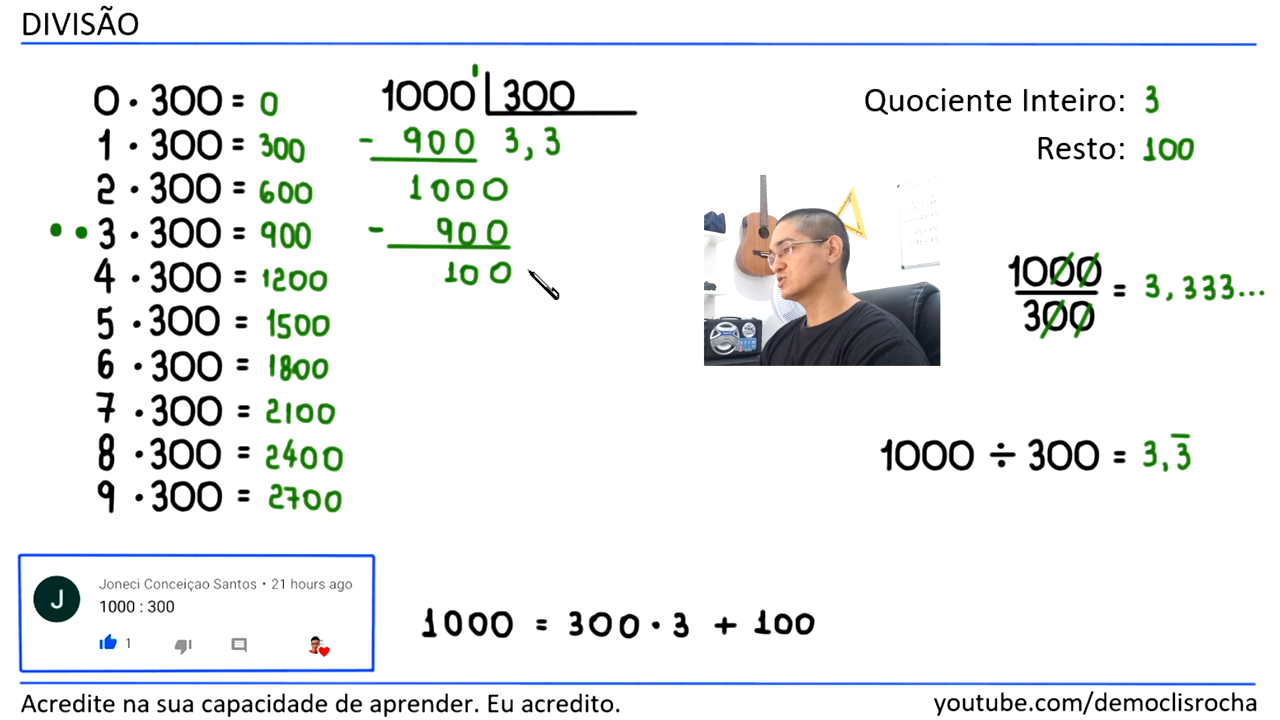 DIVISÃO
0 · 300 = 0
1 · 300 = 300
2 · 300 = 600
3 · 300 = 900
4 · 300 = 1200
5 · 300 = 1500
6 · 300 = 1800
7 · 300 = 2100
8 · 300 = 2400
9 · 300 = 2700
1000' 300
- 900 3,3
1000
- 900
100
Quociente Inteiro: 3
Resto: 100
1000
300
= 3,333...
1000 ÷ 300 = 3,3̅
J
Joneci Conceiçao Santos • 21 hours ago
1000 : 300
1
1000 = 300 · 3 + 100
Acredite na sua capacidade de aprender. Eu acredito.
youtube.com/democlisrocha